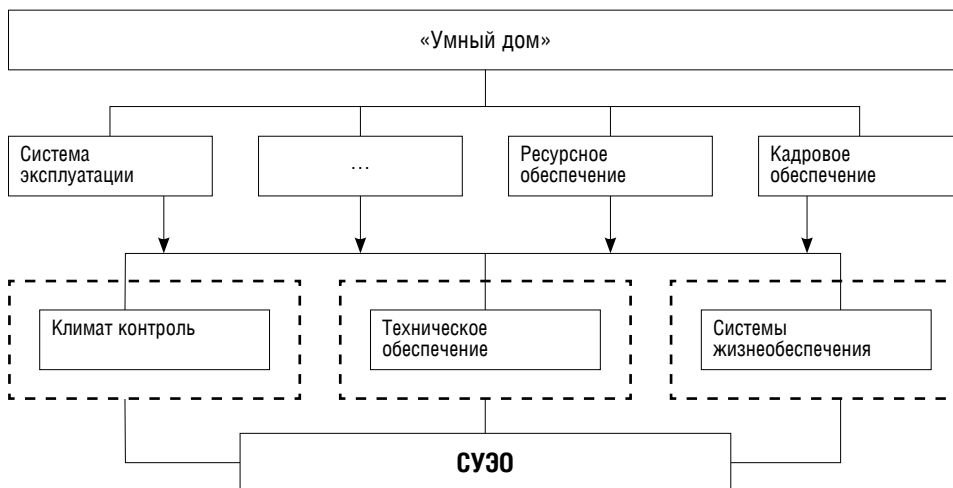 «Умный дом»
Система
эксплуатации
...
Ресурсное
обеспечение
Кадровое
обеспечение
Климат контроль
Техническое
обеспечение
Системы
жизнеобеспечения
СУЭО